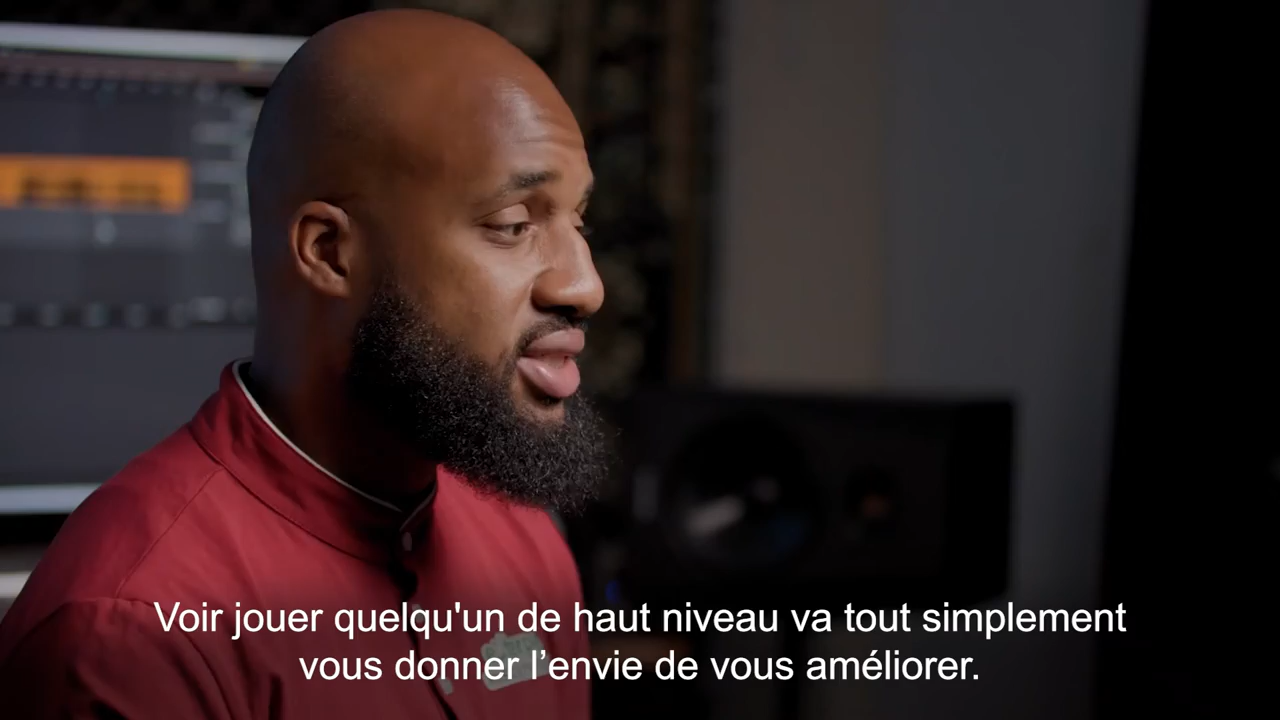 Voir jouer quelqu'un de haut niveau va tout simplement
vous donner l’envie de vous améliorer.